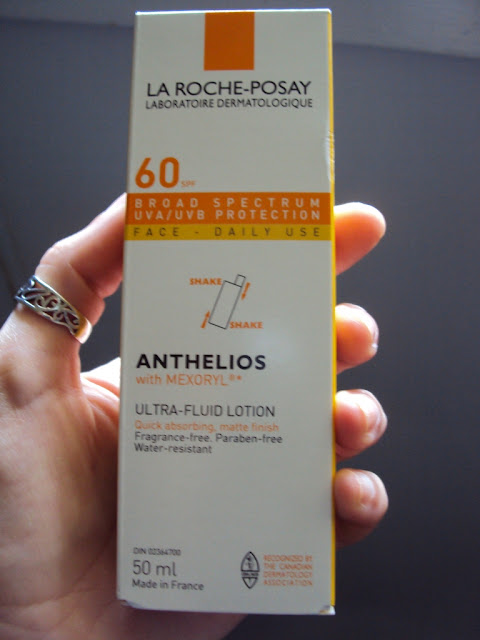 LA ROCHE-POSAY
LABORATOIRE DERMATOLOGIQUE
60 SPF
BROAD SPECTRUM
UVA/UVB PROTECTION
FACE - DAILY USE
SHAKE
SHAKE
ANTHELIOS
with MEXORYL®*
ULTRA-FLUID LOTION
Quick absorbing, matte finish
Fragrance-free. Paraben-free
Water-resistant
DIN 02364700
50 ml
Made in France
RECOGNIZED BY
THE CANADIAN
DERMATOLOGY
ASSOCIATION